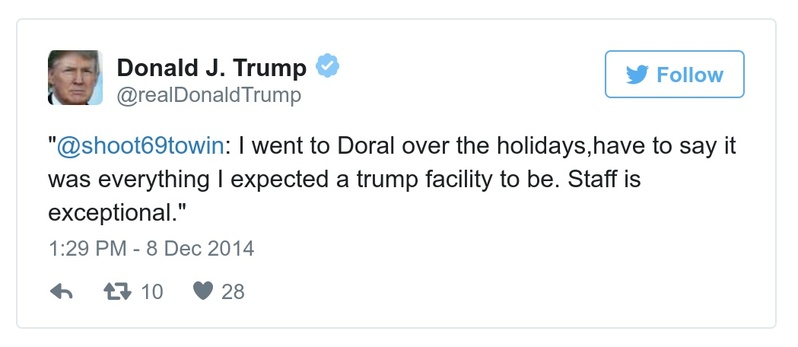 Donald J. Trump
@realDonaldTrump
Follow
"@shoot69towin: I went to Doral over the holidays,have to say it
was everything I expected a trump facility to be. Staff is
exceptional."
1:29 PM - 8 Dec 2014
10 28